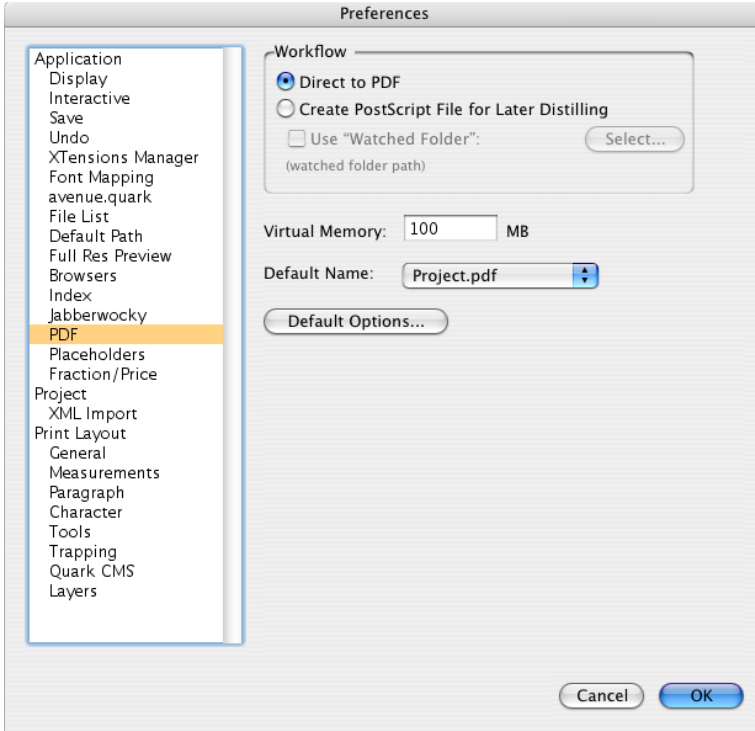 Preferences
Application
Display
Interactive
Save
Undo
XTensions Manager
Font Mapping
avenue.quark
File List
Default Path
Full Res Preview
Browsers
Index
Jabberwocky
PDF
Placeholders
Fraction/Price
Project
XML Import
Print Layout
General
Measurements
Paragraph
Character
Tools
Trapping
Quark CMS
Layers
Workflow
Direct to PDF
Create PostScript File for Later Distilling
Use “Watched Folder”: Select...
(watched folder path)
Virtual Memory: 100 MB
Default Name: Project.pdf
Default Options...
Cancel OK